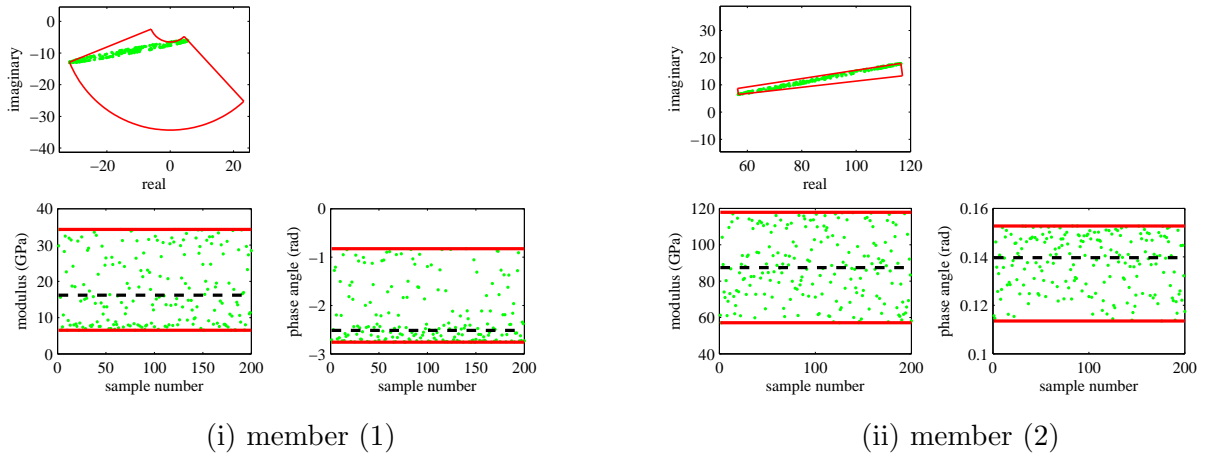 0
−10
−20
−30
−40
imaginary
−20 0 20
real
40
30
20
10
0
modulus (GPa)
0 50 100 150 200
sample number
0
−1
−2
−3
phase angle (rad)
0 50 100 150 200
sample number
(i) member (1)
30
20
10
0
−10
imaginary
60 80 100 120
real
120
100
80
60
40
modulus (GPa)
0 50 100 150 200
sample number
0.16
0.14
0.12
0.1
phase angle (rad)
0 100 200
sample number
(ii) member (2)